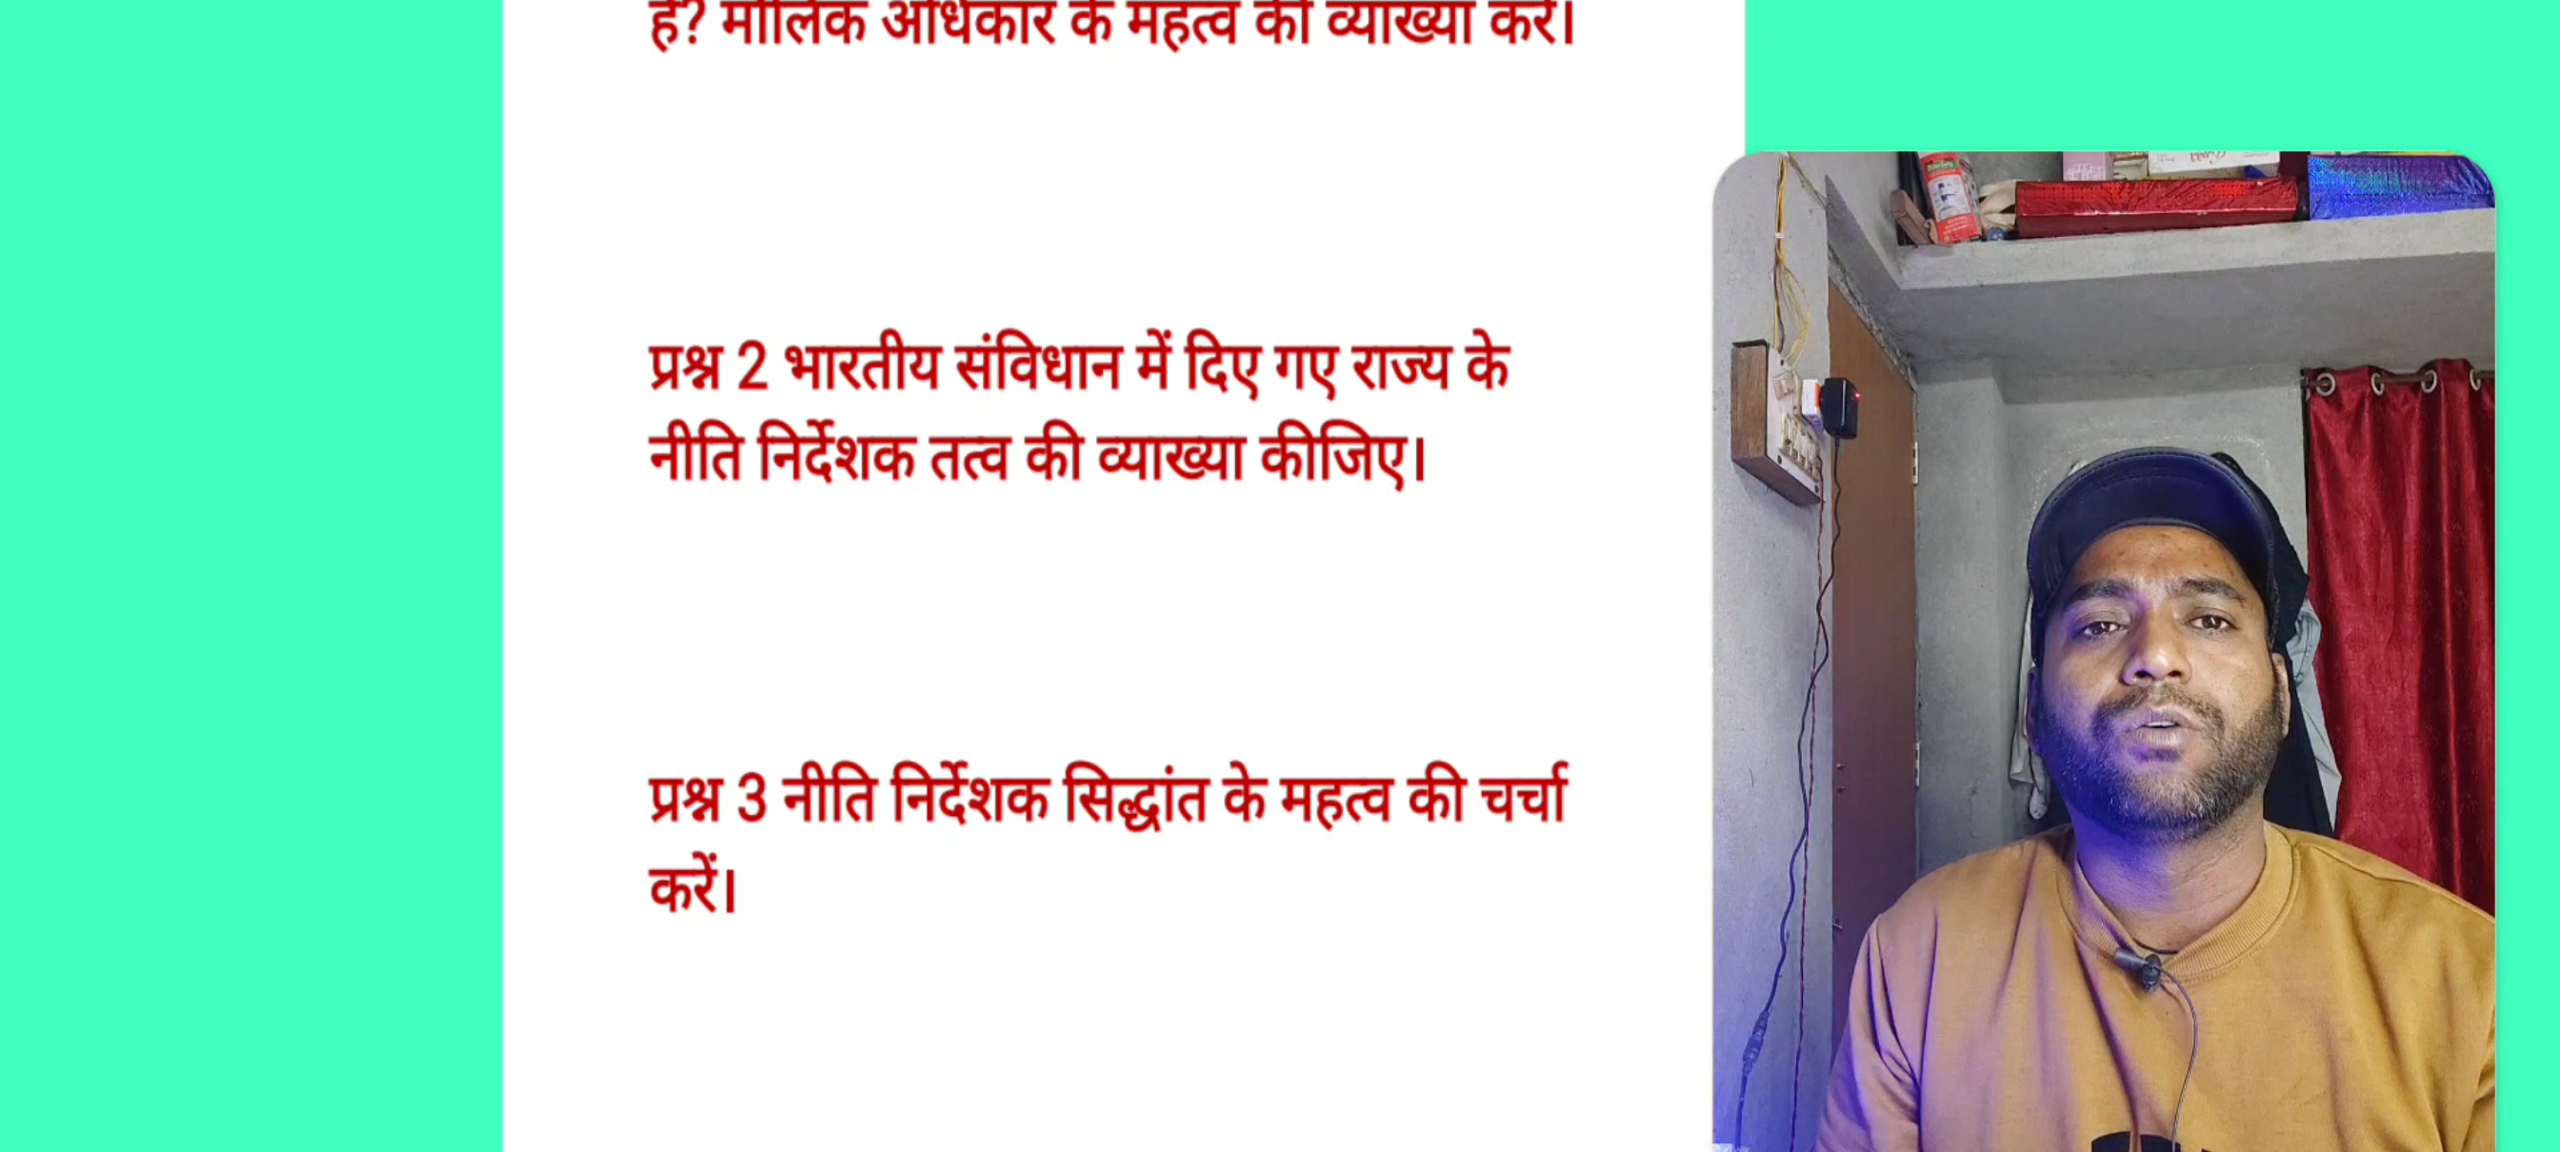 है? मौलिक अधिकार के महत्व की व्याख्या करें।
प्रश्न 2 भारतीय संविधान में दिए गए राज्य के
नीति निर्देशक तत्व की व्याख्या कीजिए।
प्रश्न 3 नीति निर्देशक सिद्धांत के महत्व की चर्चा
करें।